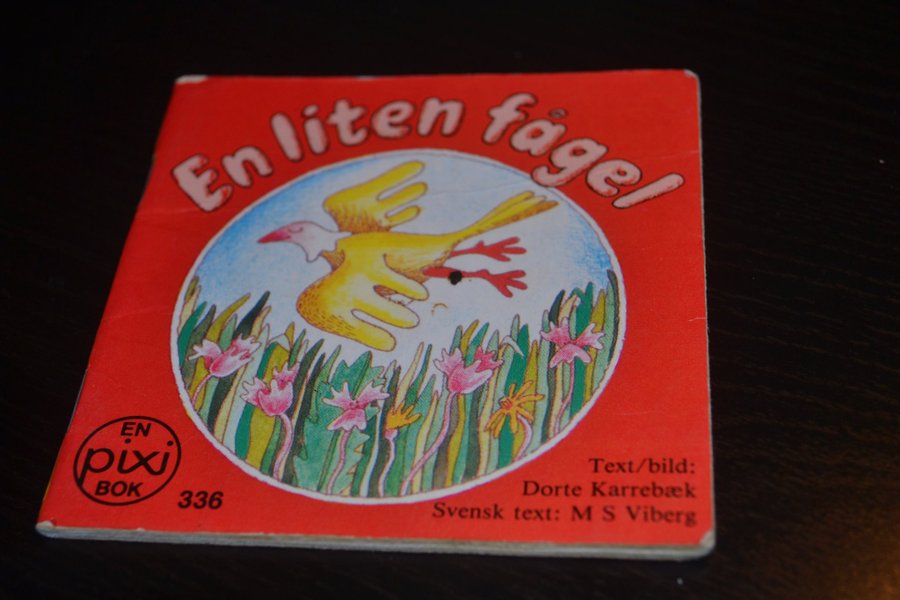 En liten fågel
EN
pixi
BOK
336
Text/bild:
Dorte Karrebæk
Svensk text: M S Viberg